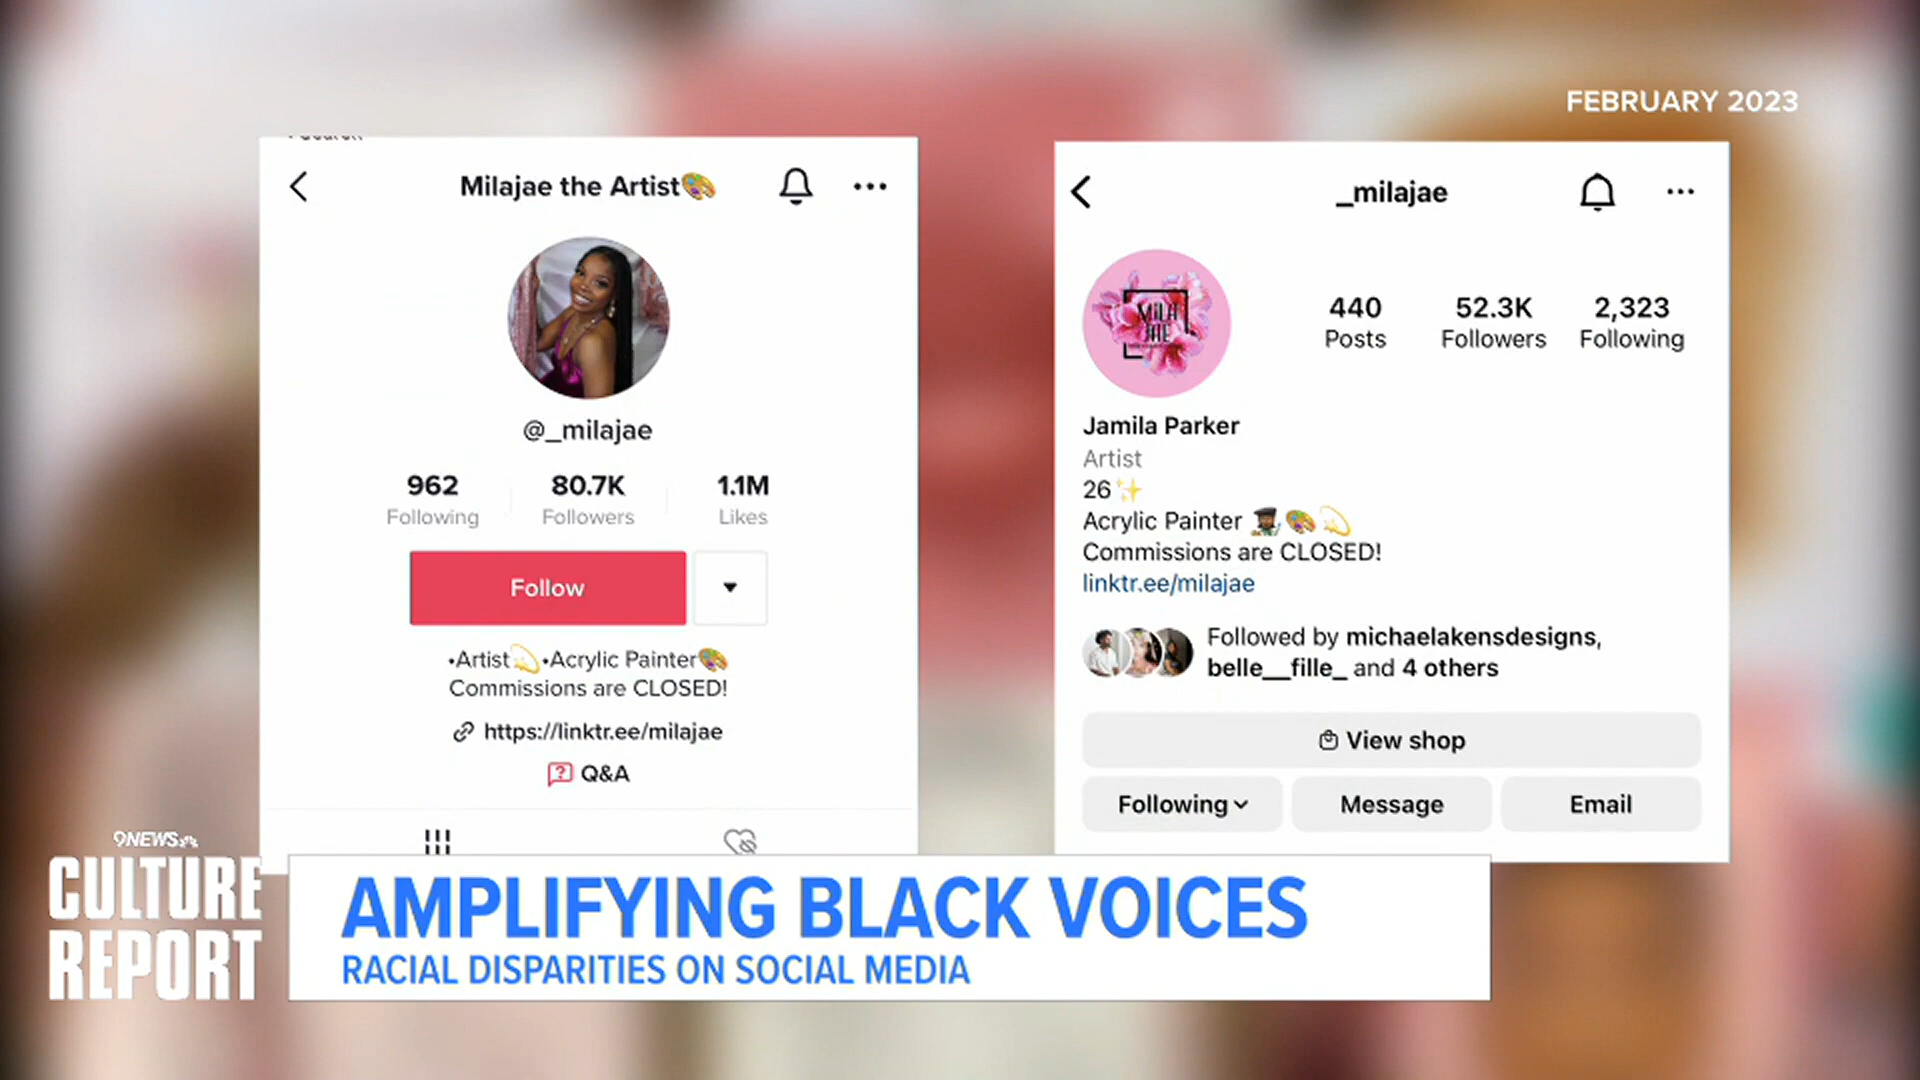 FEBRUARY 2023
Milajae the Artist🎨
@_milajae
962
Following
80.7K
Followers
1.1M
Likes
Follow
•Artist💫•Acrylic Painter🎨
Commissions are CLOSED!
https://linktr.ee/milajae
Q&A
_milajae
MILA
JAE
440
Posts
52.3K
Followers
2,323
Following
Jamila Parker
Artist
26✨
Acrylic Painter 👩🏾‍🎨🎨💫
Commissions are CLOSED!
linktr.ee/milajae
Followed by michaelakensdesigns,
belle__fille_ and 4 others
View shop
Following
Message
Email
9NEWS
CULTURE
REPORT
AMPLIFYING BLACK VOICES
RACIAL DISPARITIES ON SOCIAL MEDIA